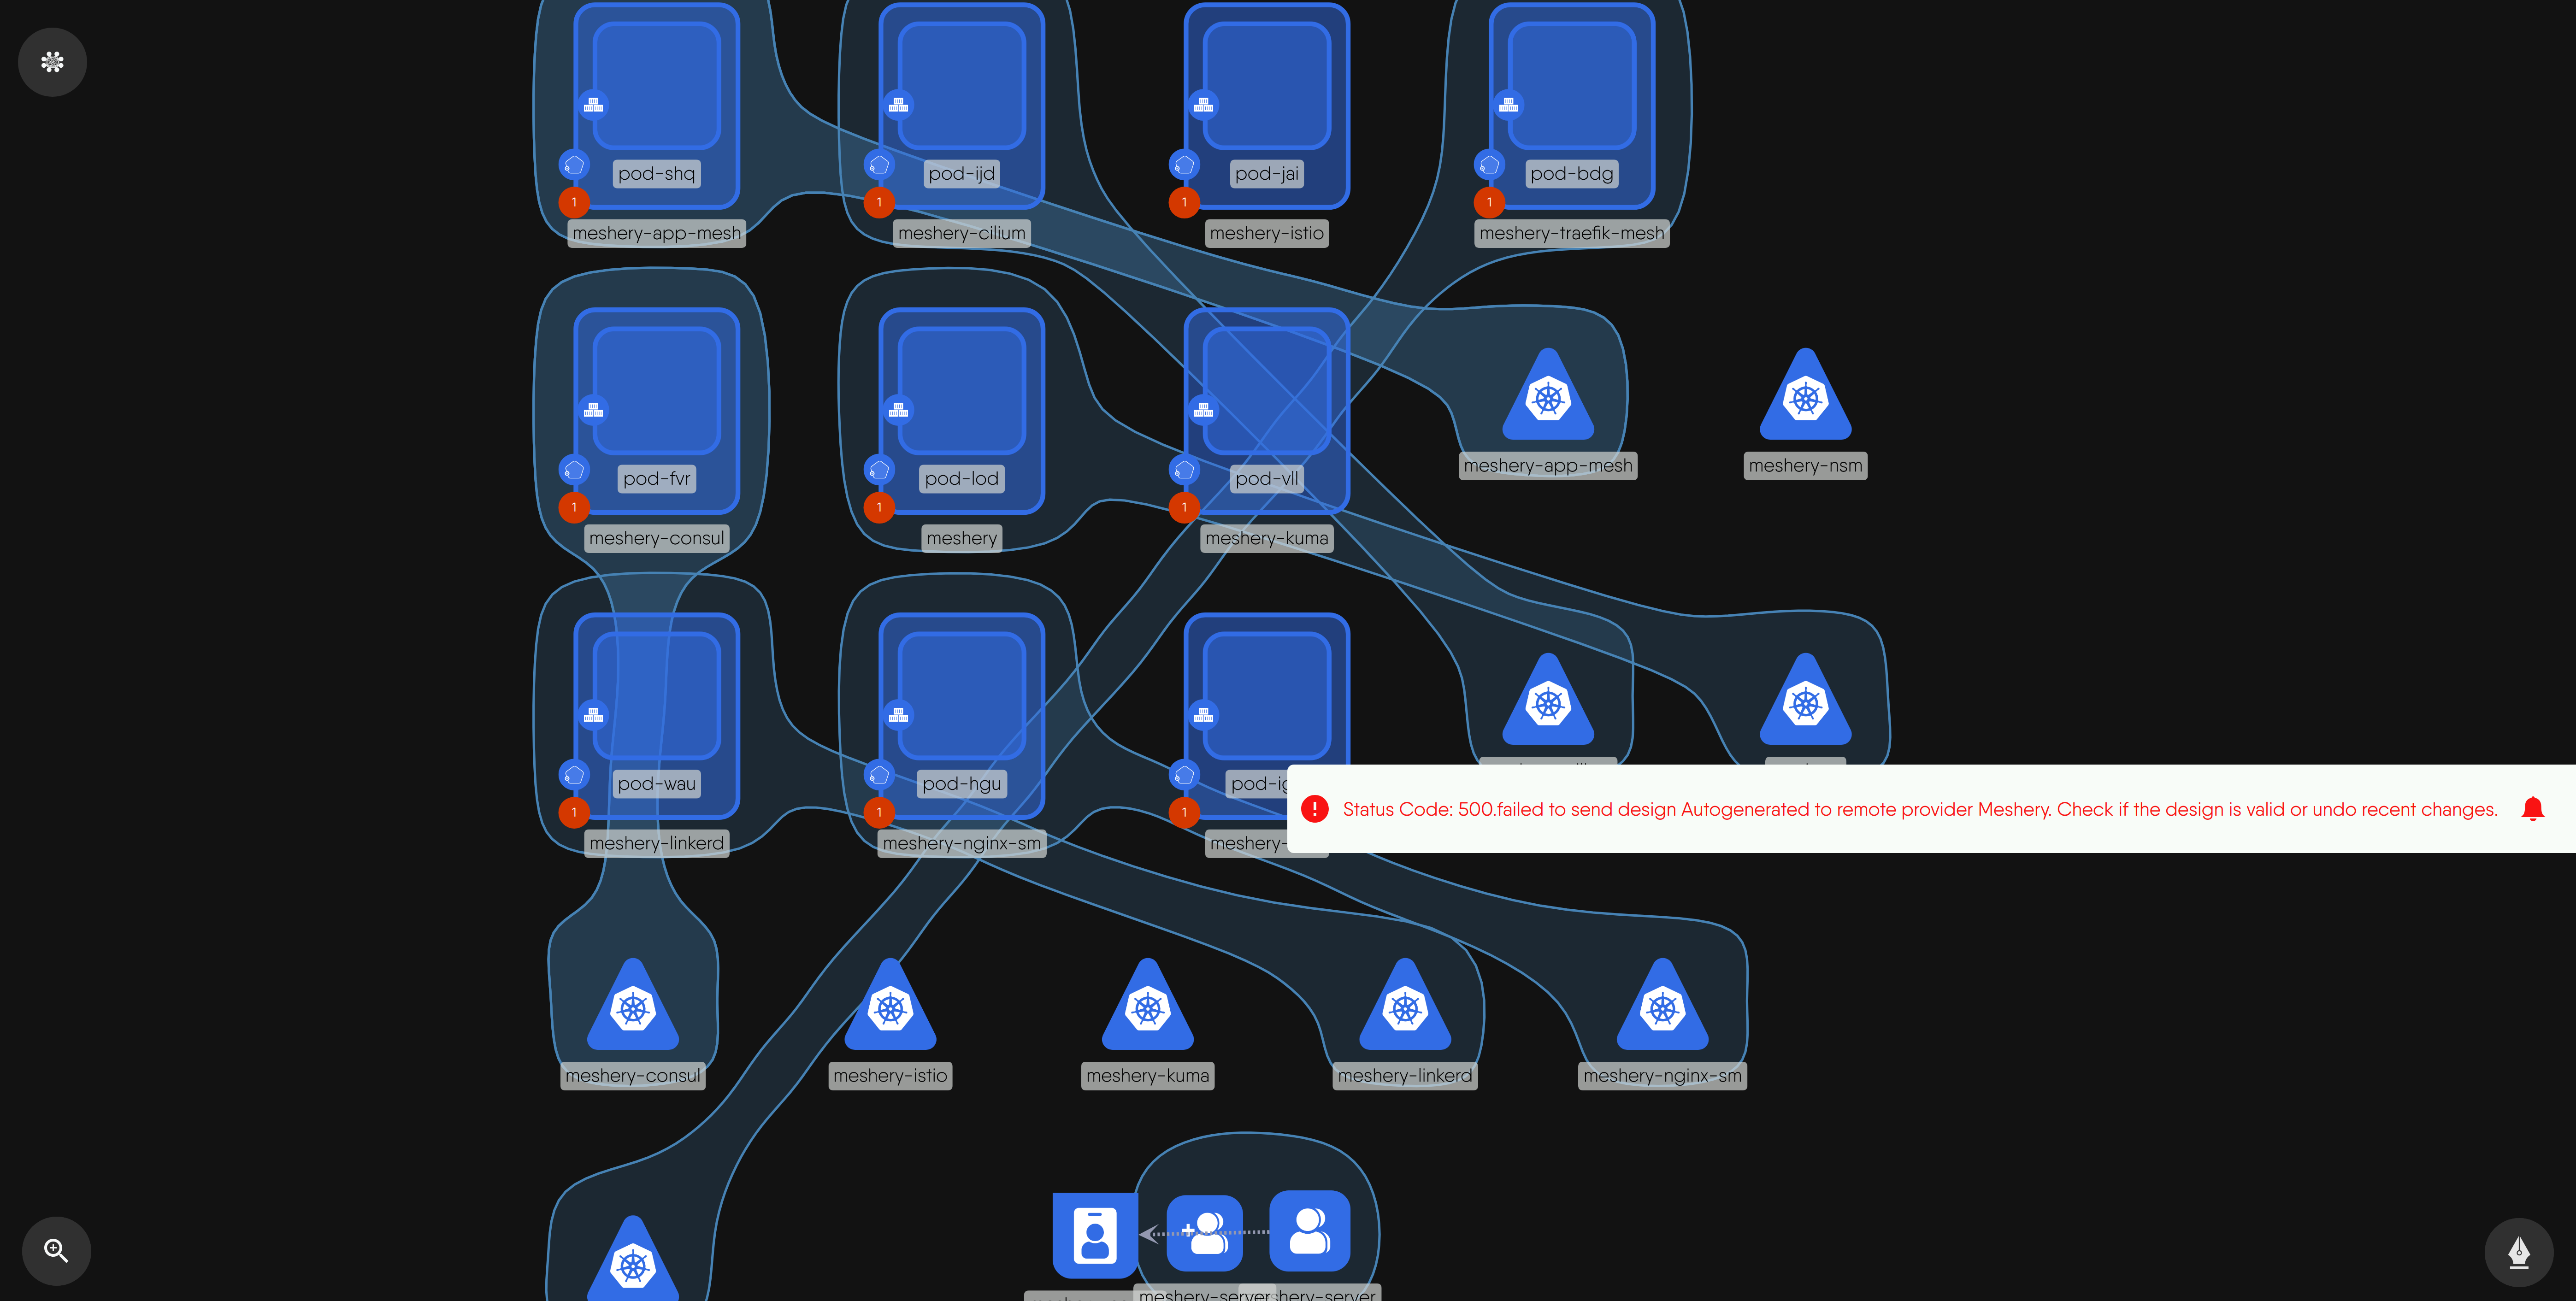 pod-shq
pod-ijd
pod-jai
pod-bdg
1
1
1
1
meshery-app-mesh
meshery-cilium
meshery-istio
meshery-traefik-mesh
meshery-app-mesh
meshery-nsm
pod-fvr
pod-lod
pod-vll
1
1
1
meshery-consul
meshery
meshery-kuma
pod-wau
pod-hgu
1
1
1
Status Code: 500.failed to send design Autogenerated to remote provider Meshery. Check if the design is valid or undo recent changes.
meshery-linkerd
meshery-nginx-sm
meshery-
meshery-consul
meshery-istio
meshery-kuma
meshery-linkerd
meshery-nginx-sm
meshery-server
hery-server